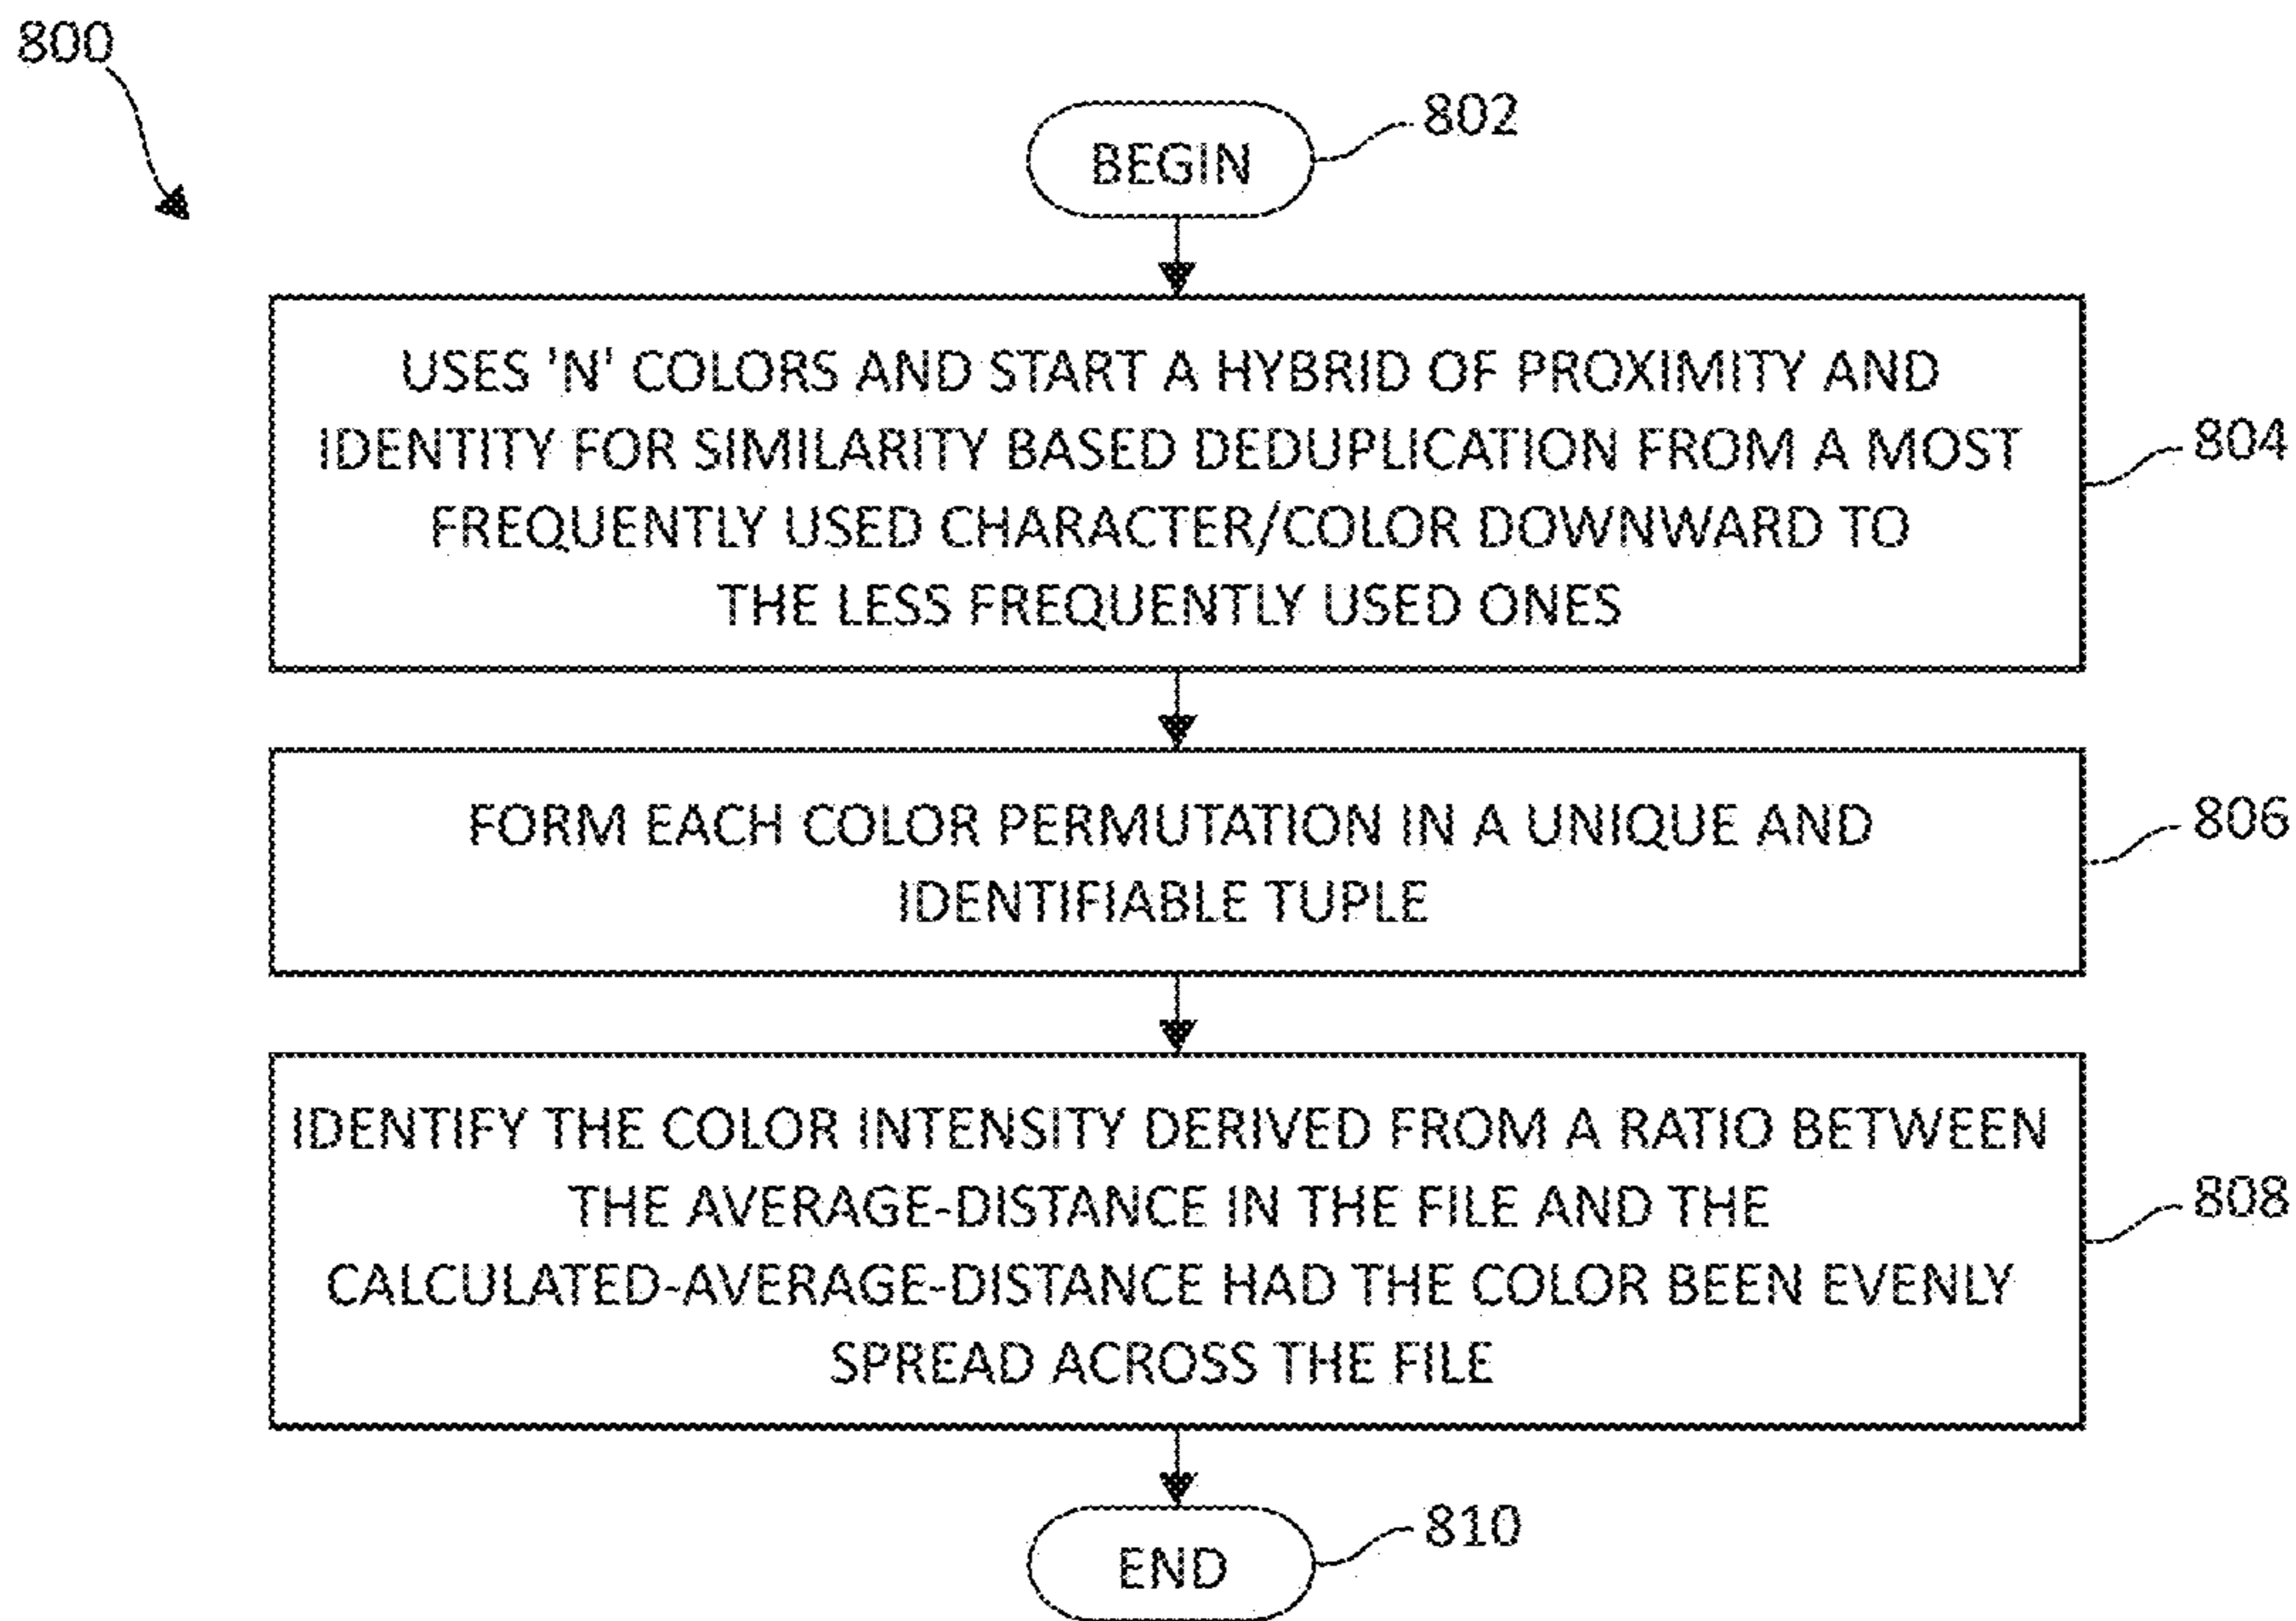 800
BEGIN
802
USES 'N' COLORS AND START A HYBRID OF PROXIMITY AND
IDENTITY FOR SIMILARITY BASED DEDUPLICATION FROM A MOST
FREQUENTLY USED CHARACTER/COLOR DOWNWARD TO
THE LESS FREQUENTLY USED ONES
804
FORM EACH COLOR PERMUTATION IN A UNIQUE AND
IDENTIFIABLE TUPLE
806
IDENTIFY THE COLOR INTENSITY DERIVED FROM A RATIO BETWEEN
THE AVERAGE-DISTANCE IN THE FILE AND THE
CALCULATED-AVERAGE-DISTANCE HAD THE COLOR BEEN EVENLY
SPREAD ACROSS THE FILE
808
END
810